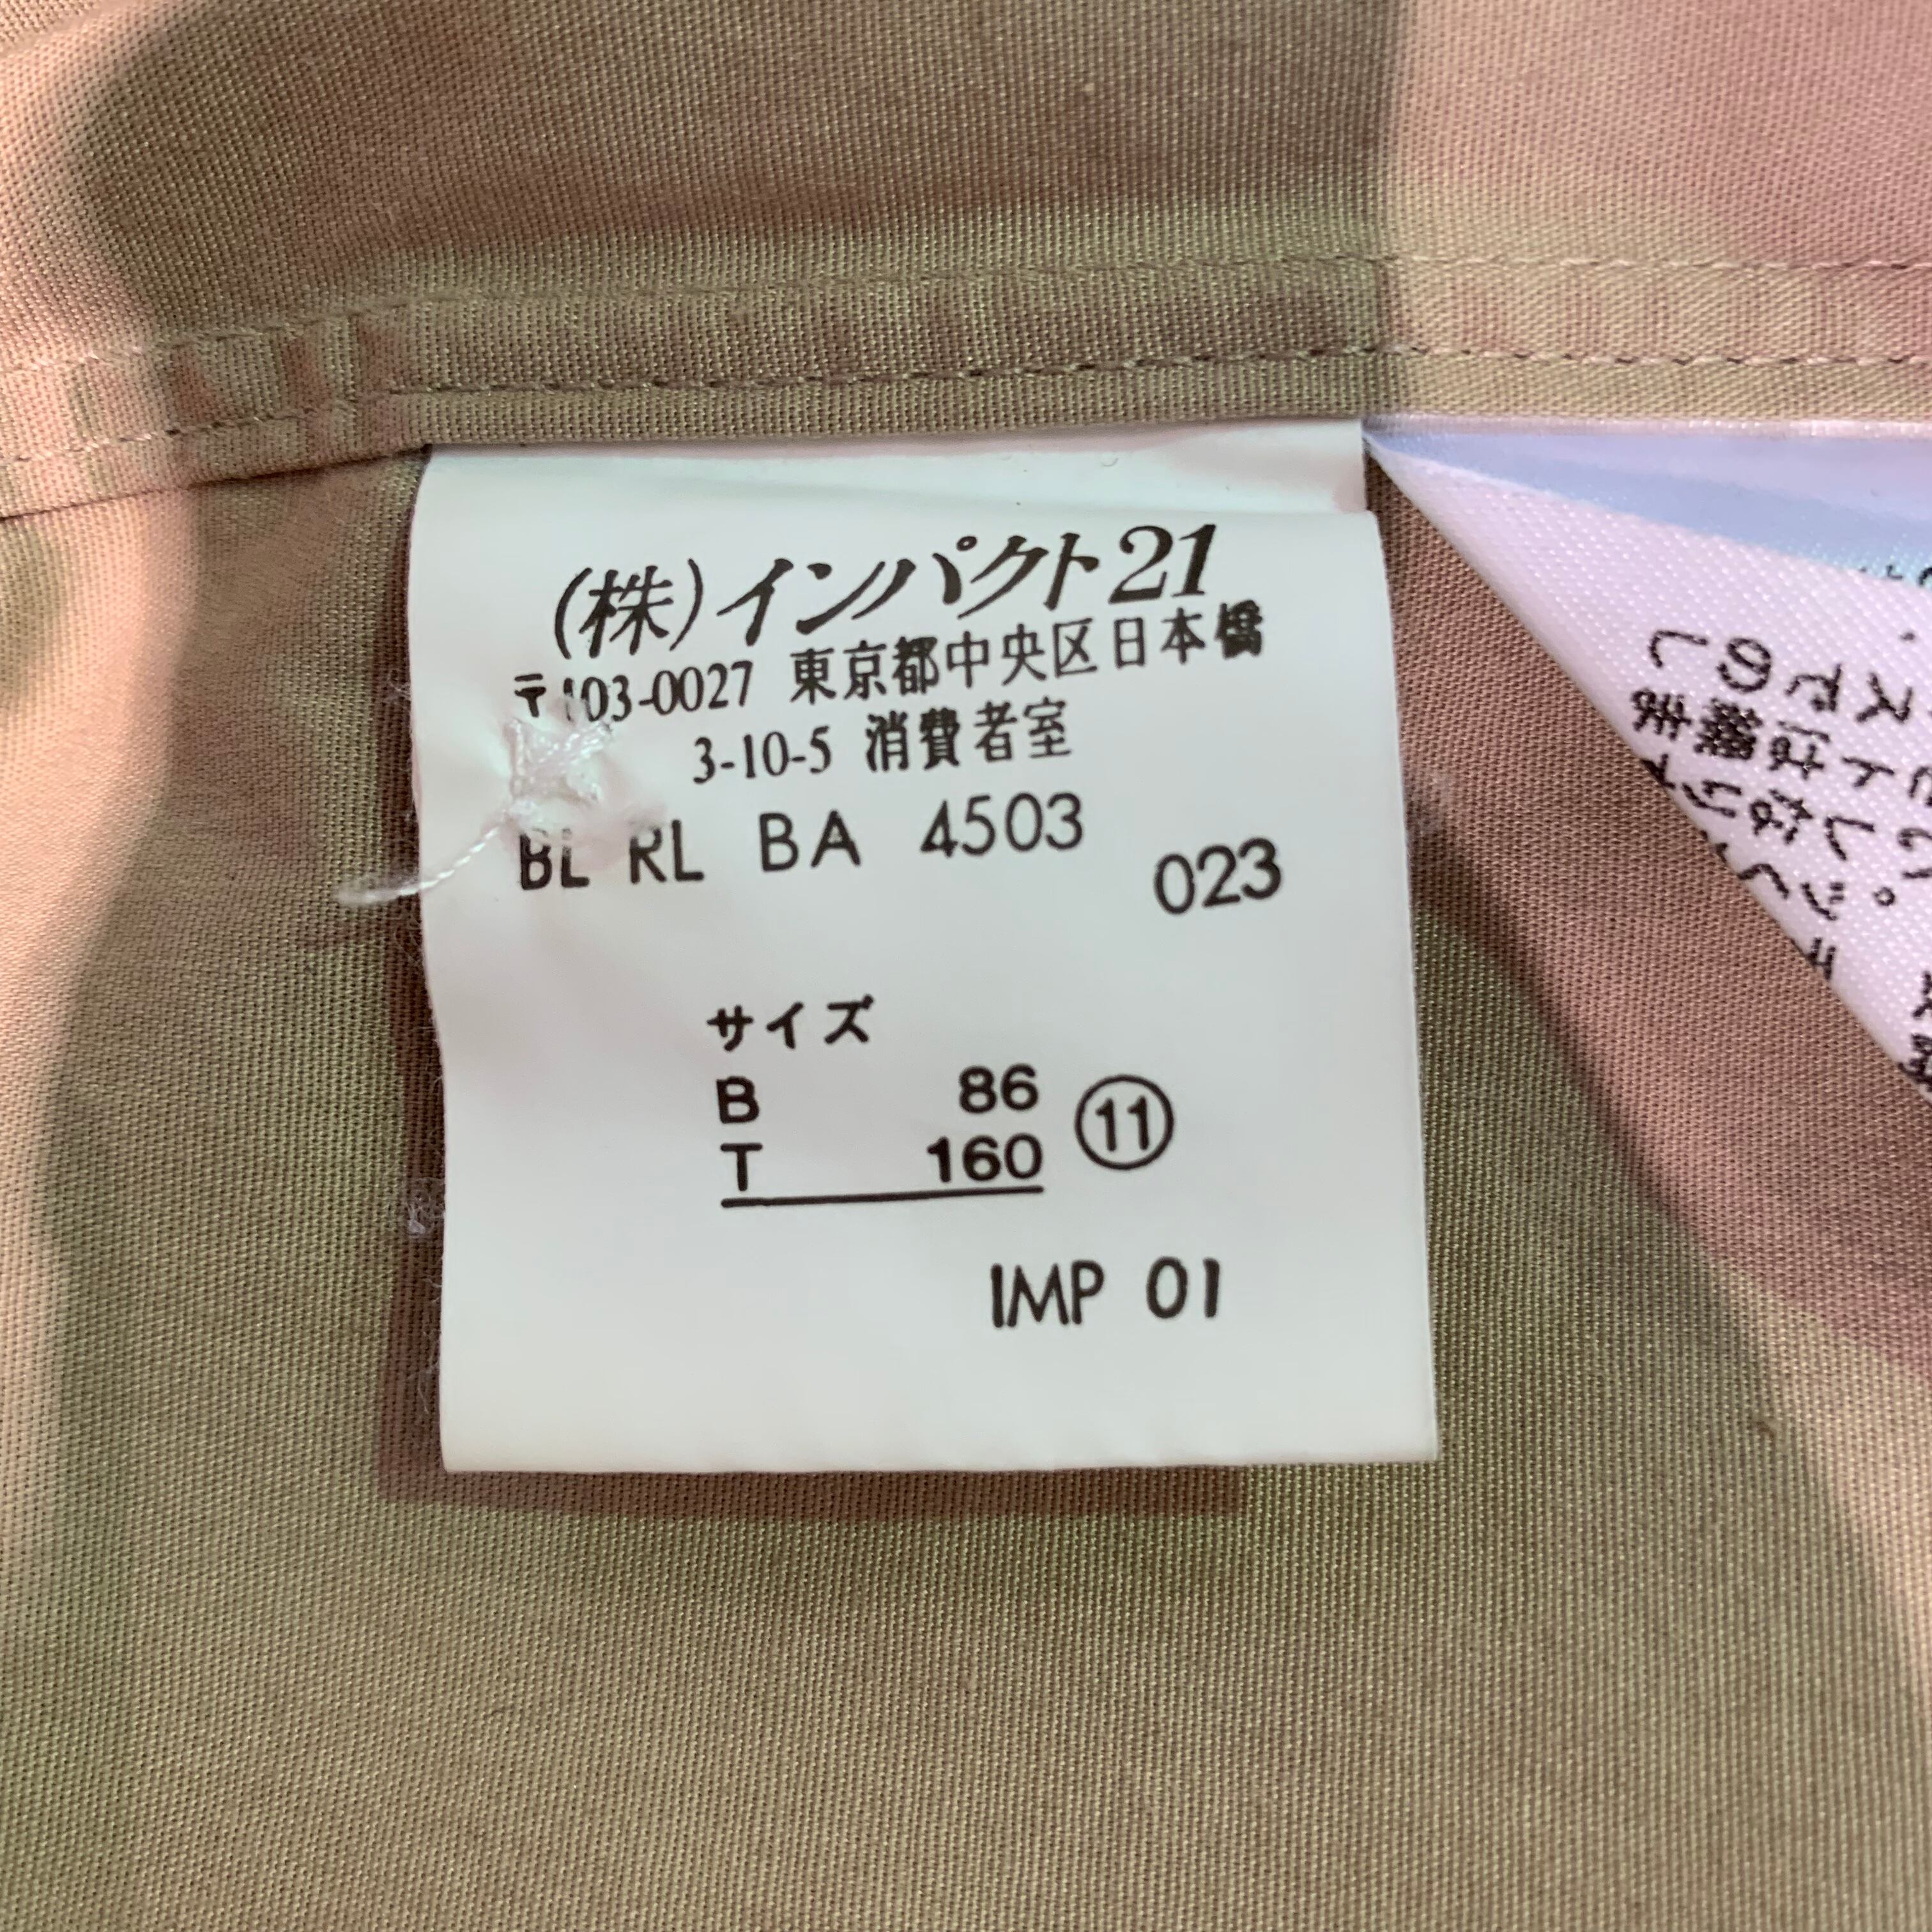 (株)インパクト21
〒103-0027 東京都中央区日本橋
3-10-5 消費者室
BL RL BA 4503
023
サイズ
B 86
T 160 ⑪
IMP 01